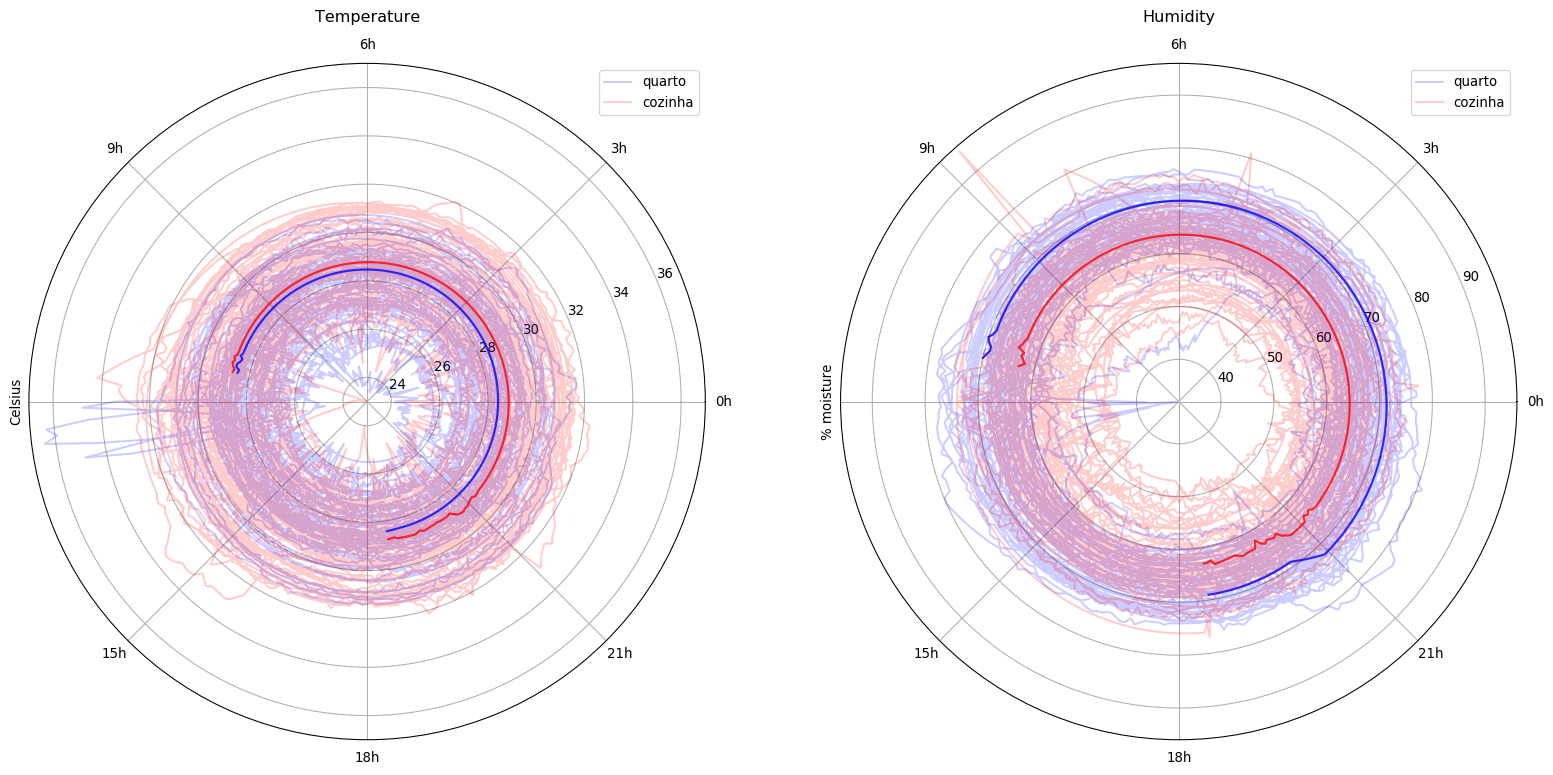 Temperature
6h
quarto
cozinha
9h
3h
36
34
32
30
28
26
24
Celsius
0h
15h
21h
18h
Humidity
6h
quarto
cozinha
9h
3h
90
80
70
60
50
40
% moisture
0h
15h
21h
18h